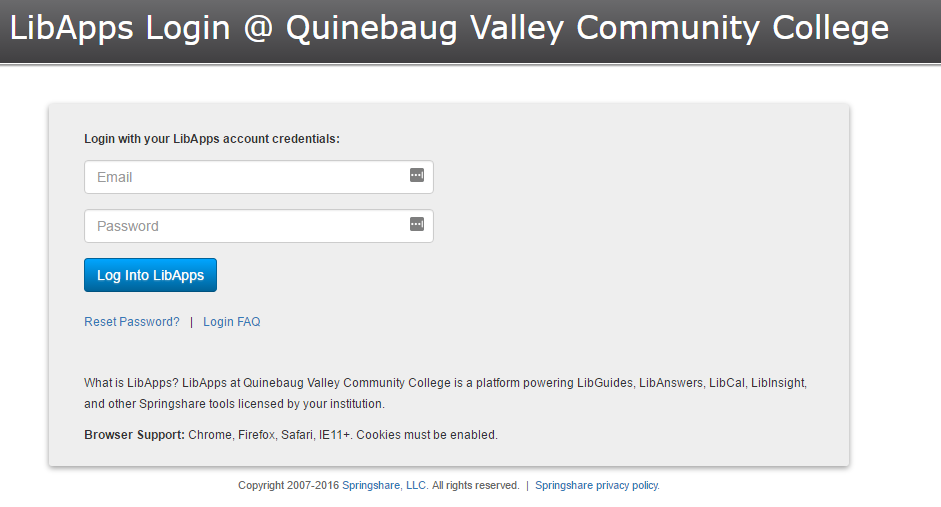 LibApps Login @ Quinebaug Valley Community College
Login with your LibApps account credentials:
Email
Password
Log Into LibApps
Reset Password? | Login FAQ
What is LibApps? LibApps at Quinebaug Valley Community College is a platform powering LibGuides, LibAnswers, LibCal, LibInsight,
and other Springshare tools licensed by your institution.
Browser Support: Chrome, Firefox, Safari, IE11+. Cookies must be enabled.
Copyright 2007-2016 Springshare, LLC. All rights reserved. | Springshare privacy policy.